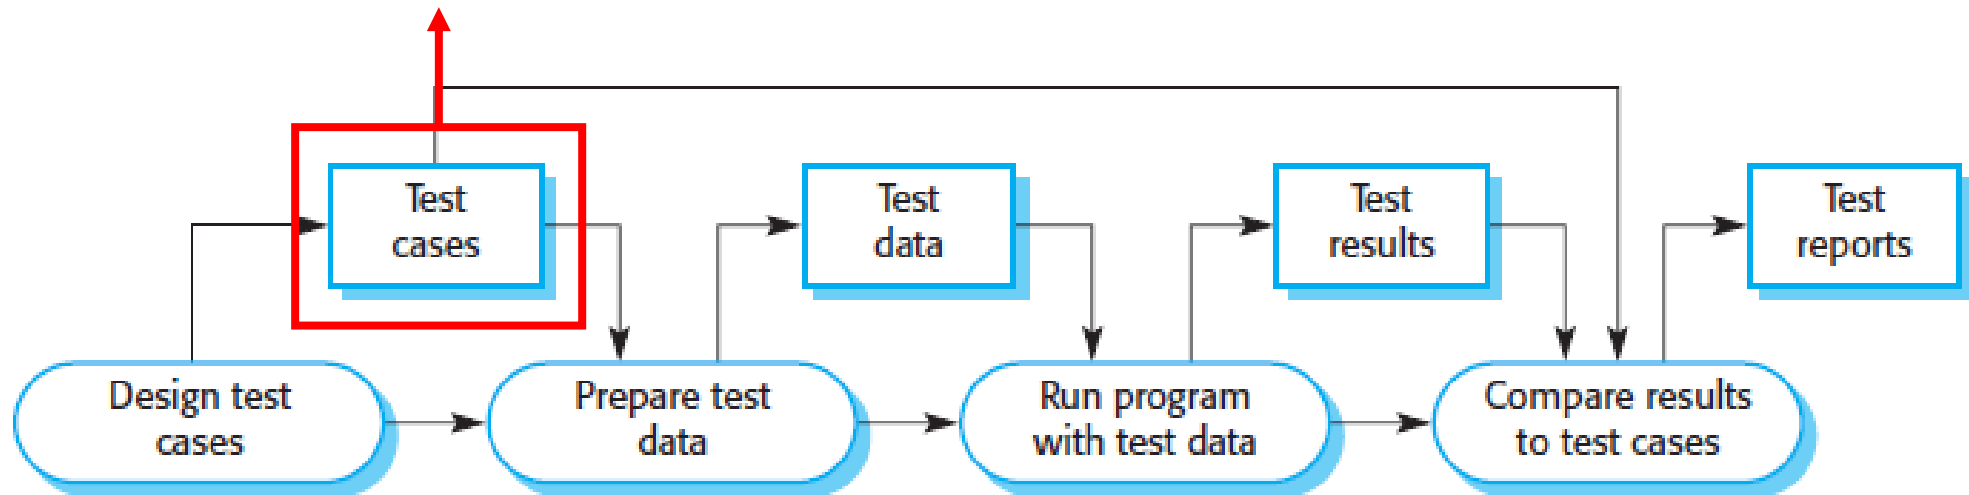 Test
cases
Test
data
Test
results
Test
reports
Design test
cases
Prepare test
data
Run program
with test data
Compare results
to test cases